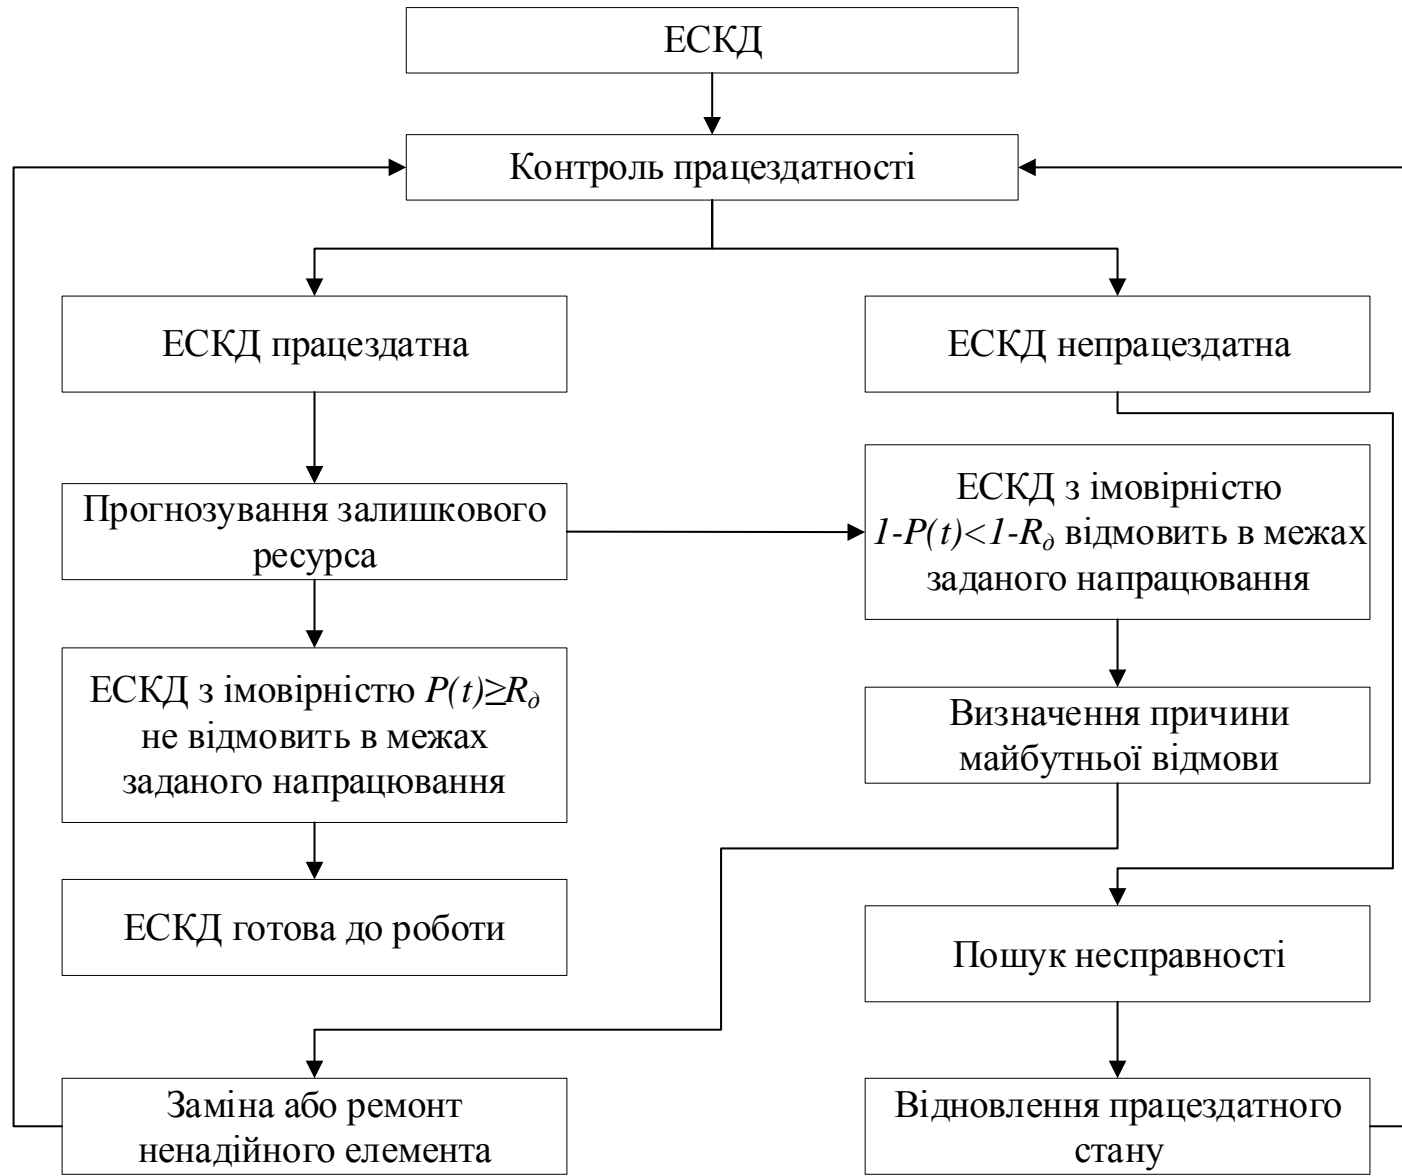 ЕСКД
Контроль працездатності
ЕСКД працездатна
ЕСКД непрацездатна
Прогнозування залишкового
ресурса
ЕСКД з імовірністю
1-P(t)<1-R∂ відмовить в межах
заданого напрацювання
ЕСКД з імовірністю P(t)≥R∂
не відмовить в межах
заданого напрацювання
Визначення причини
майбутньої відмови
ЕСКД готова до роботи
Пошук несправності
Заміна або ремонт
ненадійного елемента
Відновлення працездатного
стану